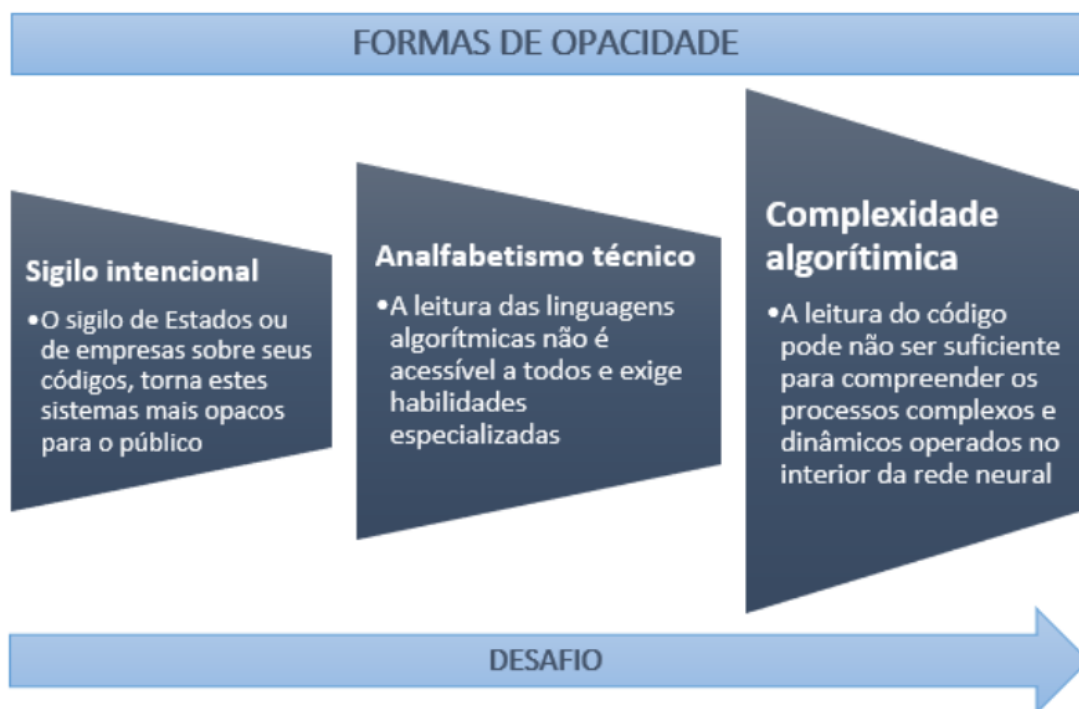 FORMAS DE OPACIDADE
Sigilo intencional
•O sigilo de Estados ou
de empresas sobre seus
códigos, torna estes
sistemas mais opacos
para o público
Analfabetismo técnico
•A leitura das linguagens
algorítmicas não é
acessível a todos e exige
habilidades
especializadas
Complexidade
algorítimica
•A leitura do código
pode não ser suficiente
para compreender os
processos complexos e
dinâmicos operados no
interior da rede neural
DESAFIO